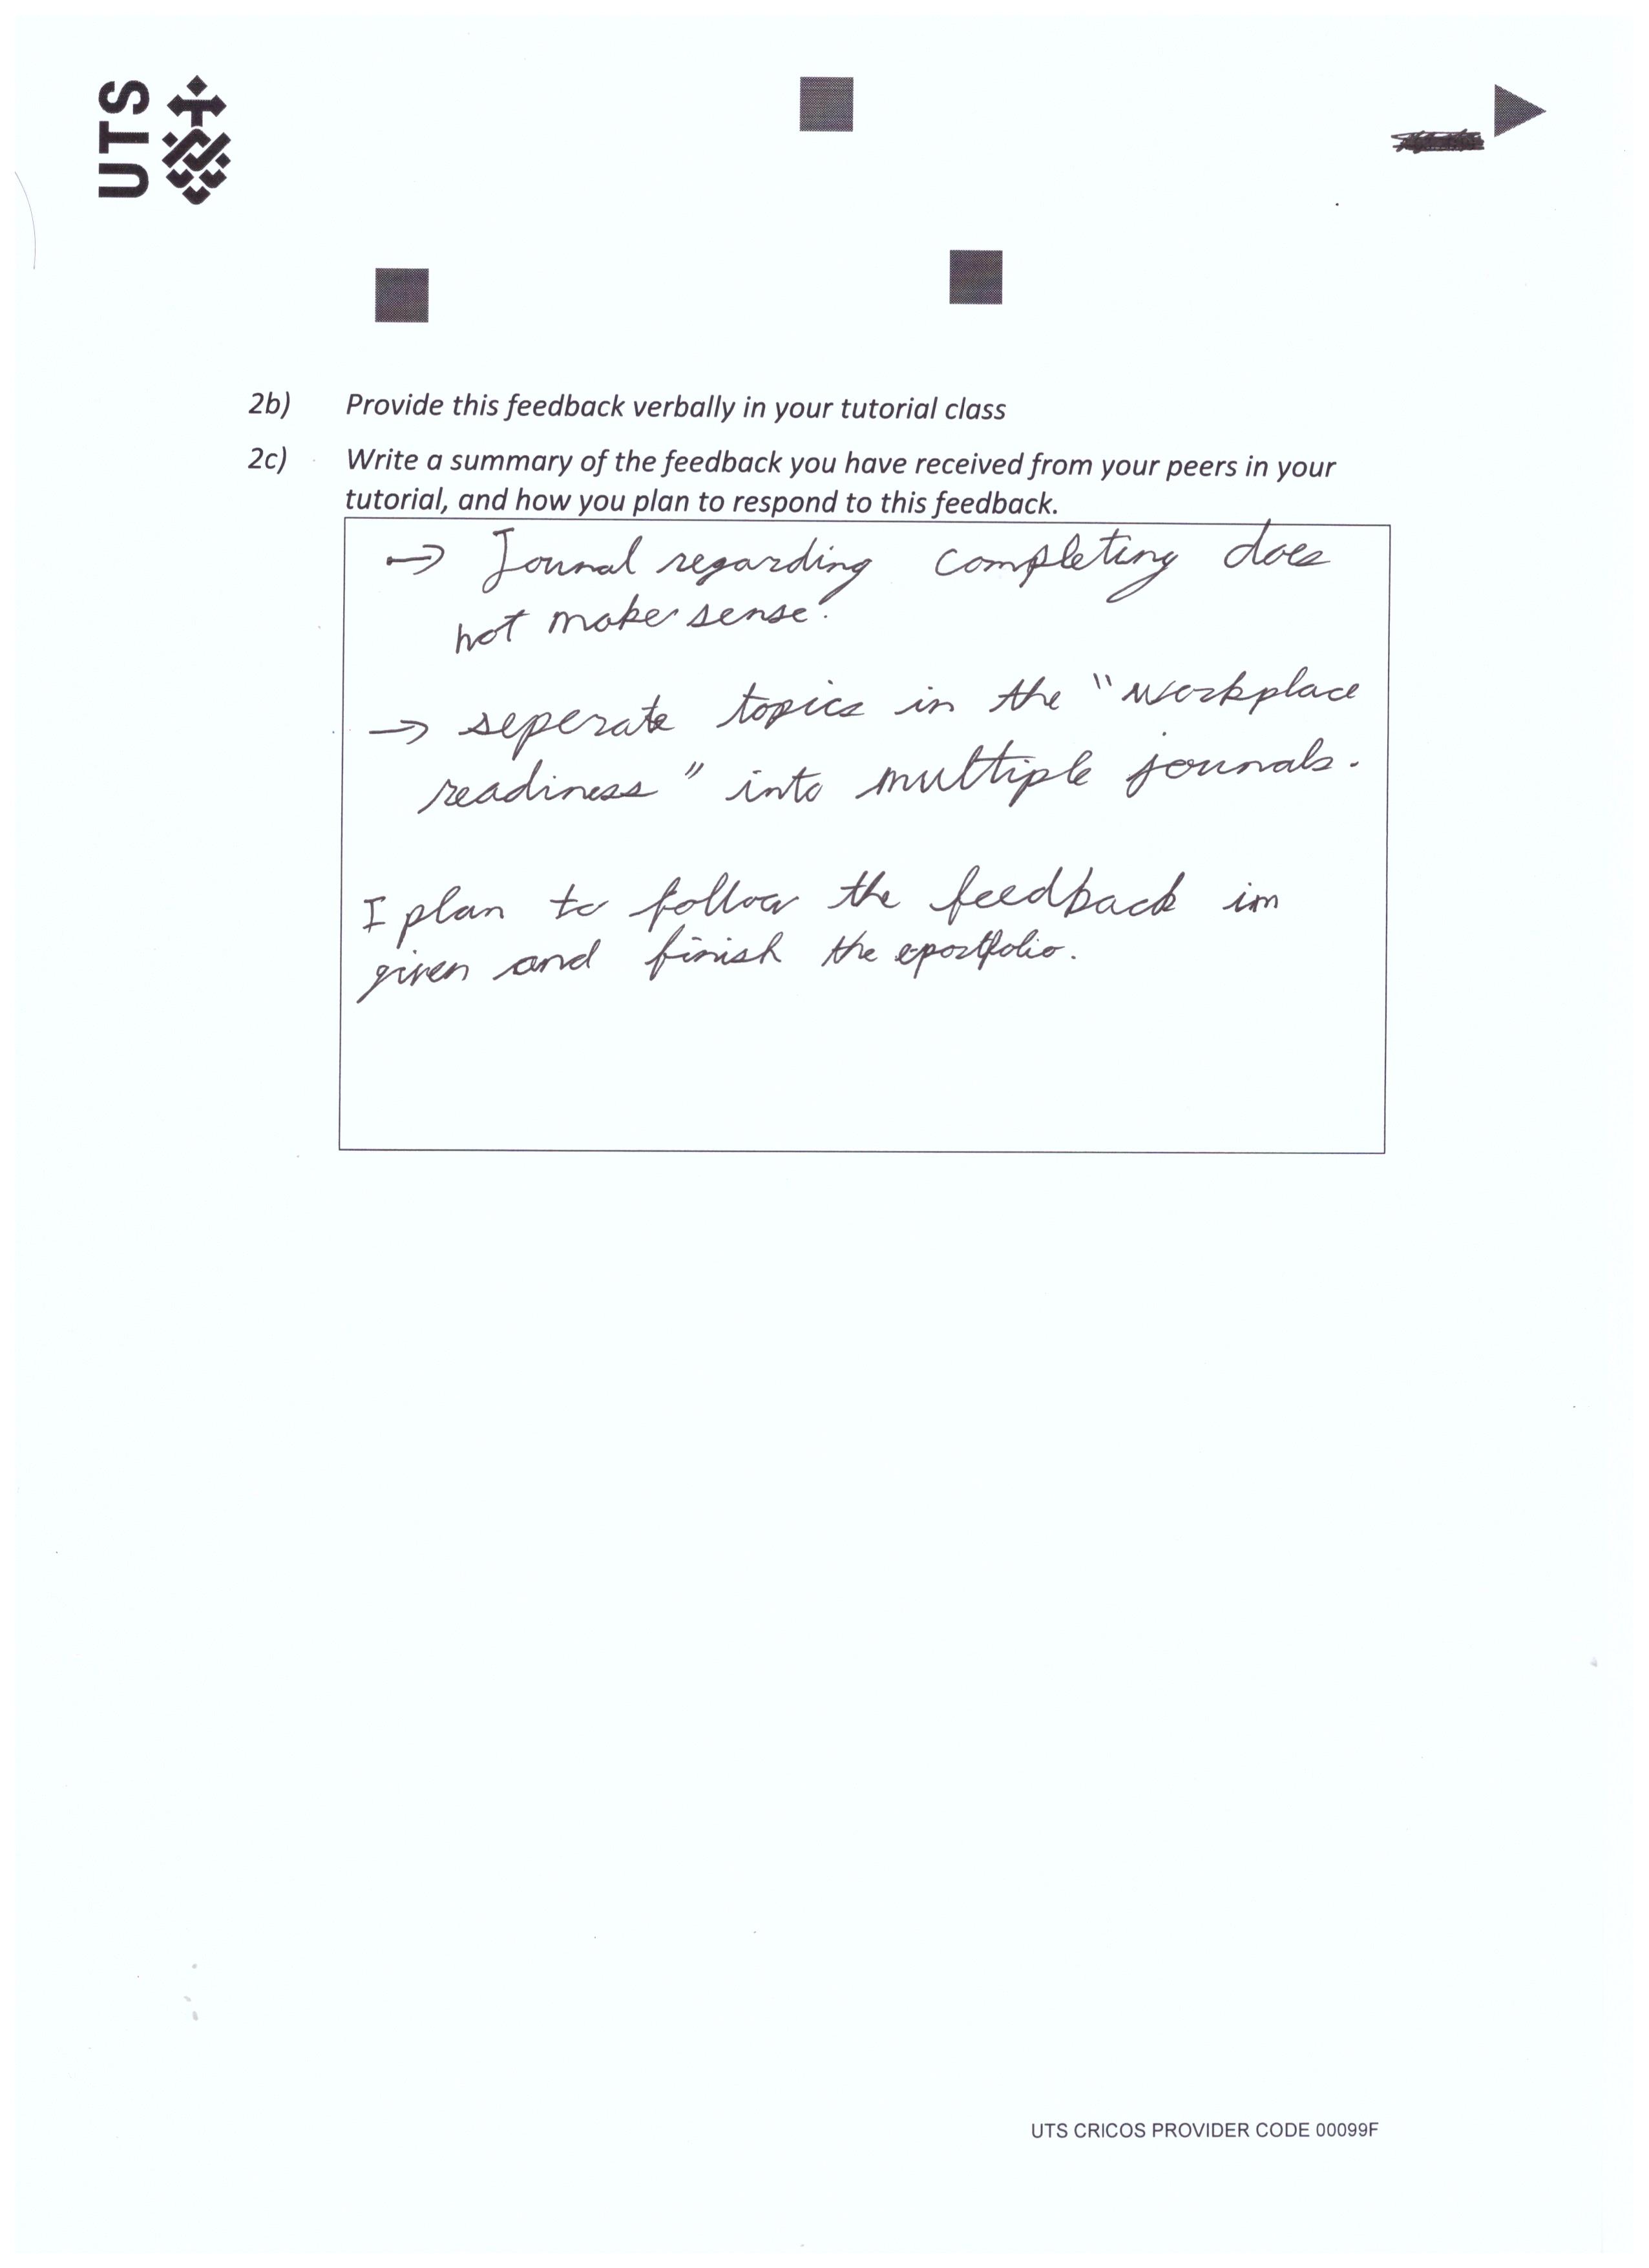 UTS
2b) Provide this feedback verbally in your tutorial class
2c) Write a summary of the feedback you have received from your peers in your
tutorial, and how you plan to respond to this feedback.
→ Jounal regarding completing does
not make sense.
→ seperate topics in the "workplace
readiness" into multiple jounals.
I plan to follow the feedback im
given and finish the eportfolio.
UTS CRICOS PROVIDER CODE 00099F